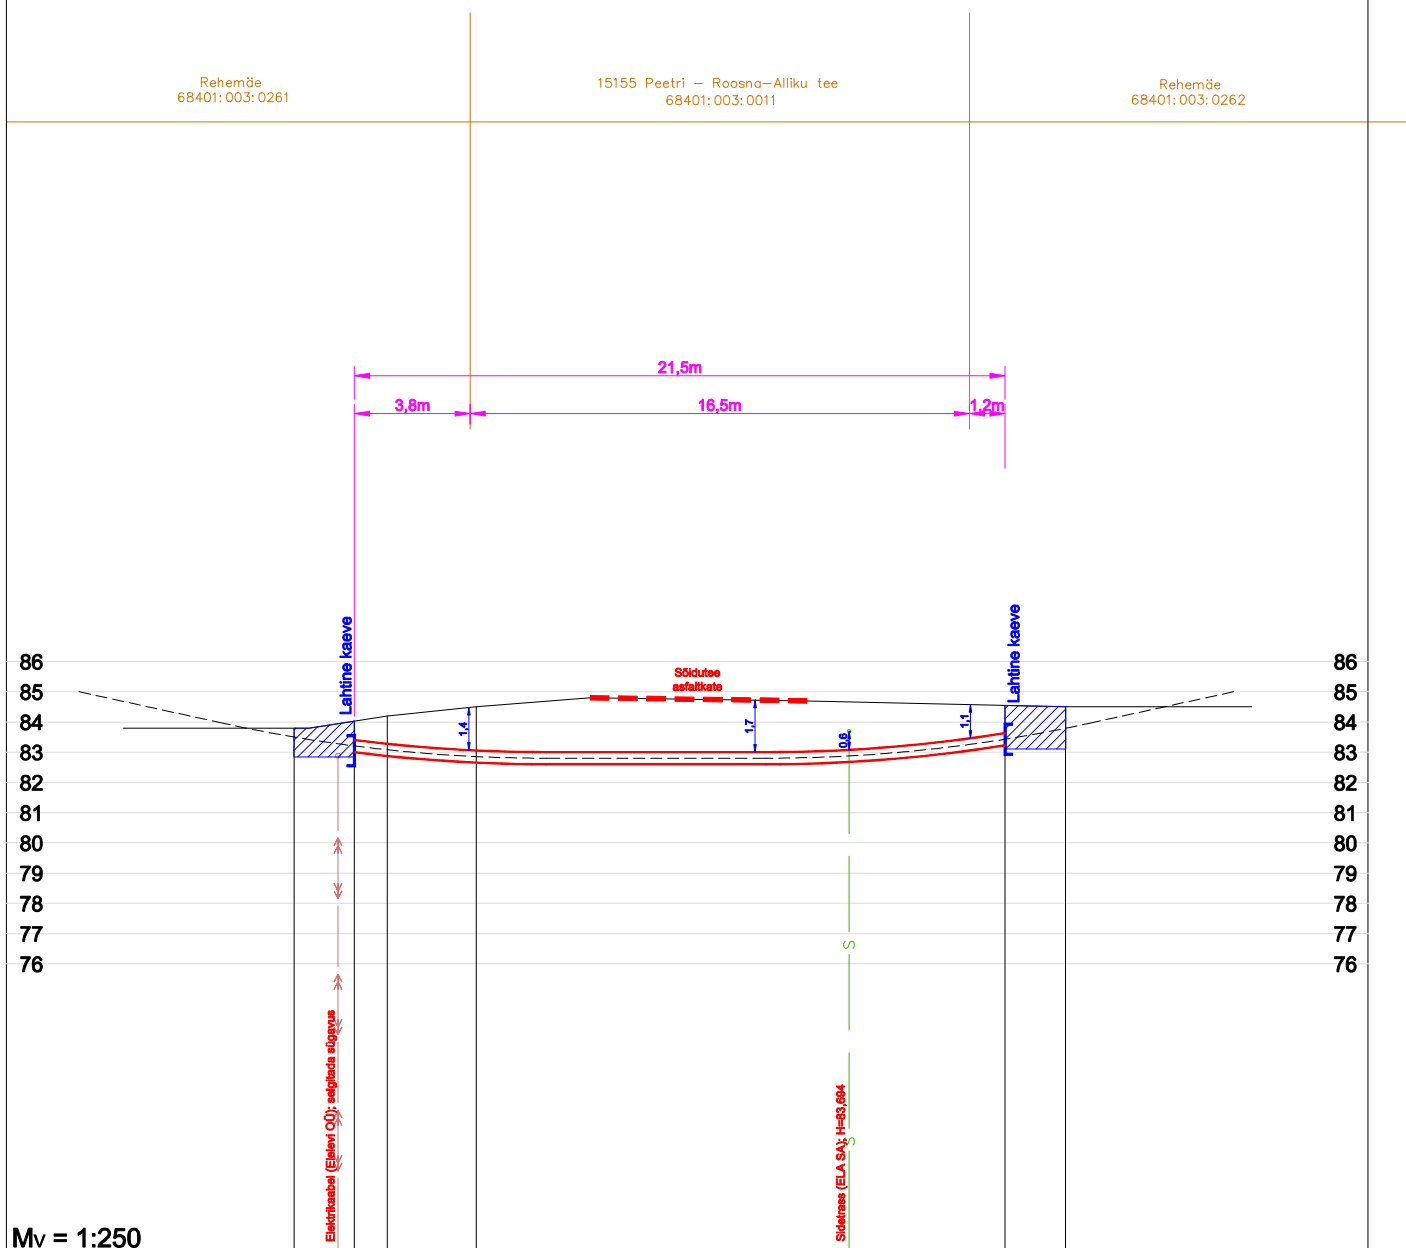 Rehemäe
68401:003:0261
15155 Peetri – Roosna–Alliku tee
68401:003:0011
Rehemäe
68401:003:0262
21,5m
3,8m
16,5m
1,2m
Lahtine kaeve
Lahtine kaeve
Sõidutee
asfaltkate
1,4
1,7
0,6
1,1
86
86
85
85
84
84
83
83
82
82
81
81
80
80
79
79
78
78
77
77
76
76
S
S
Elektrikaabel (Elelevi OÜ); selgitada sügavus
Sidetrass (ELA SA); H=83,694
Mv = 1:250